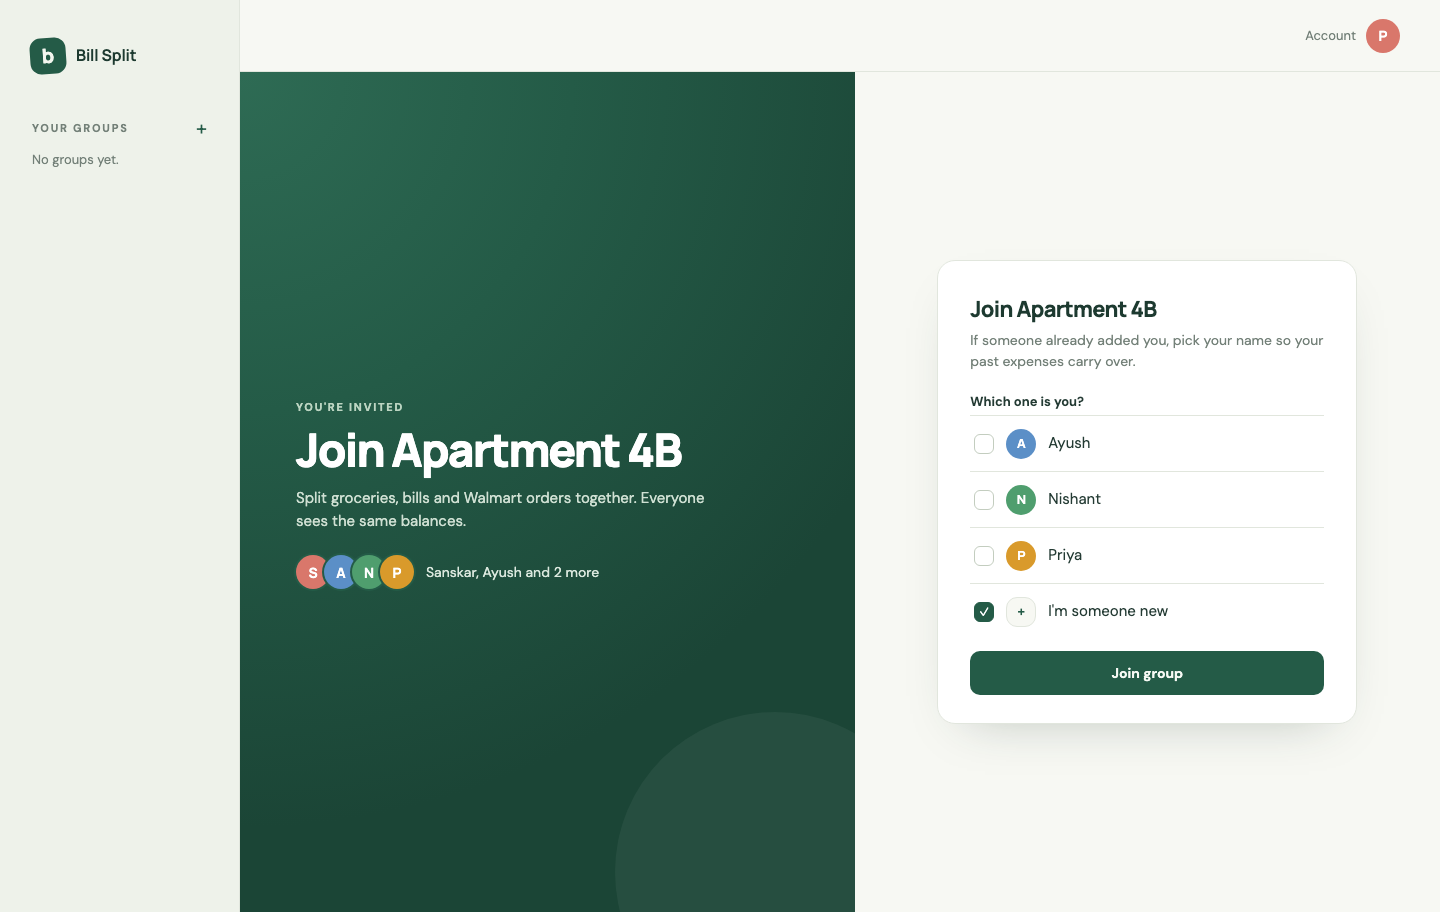 b Bill Split
YOUR GROUPS +
No groups yet.
Account P
YOU'RE INVITED
Join Apartment 4B
Split groceries, bills and Walmart orders together. Everyone
sees the same balances.
S A N P Sanskar, Ayush and 2 more
Join Apartment 4B
If someone already added you, pick your name so your
past expenses carry over.
Which one is you?
A Ayush
N Nishant
P Priya
+ I'm someone new
Join group